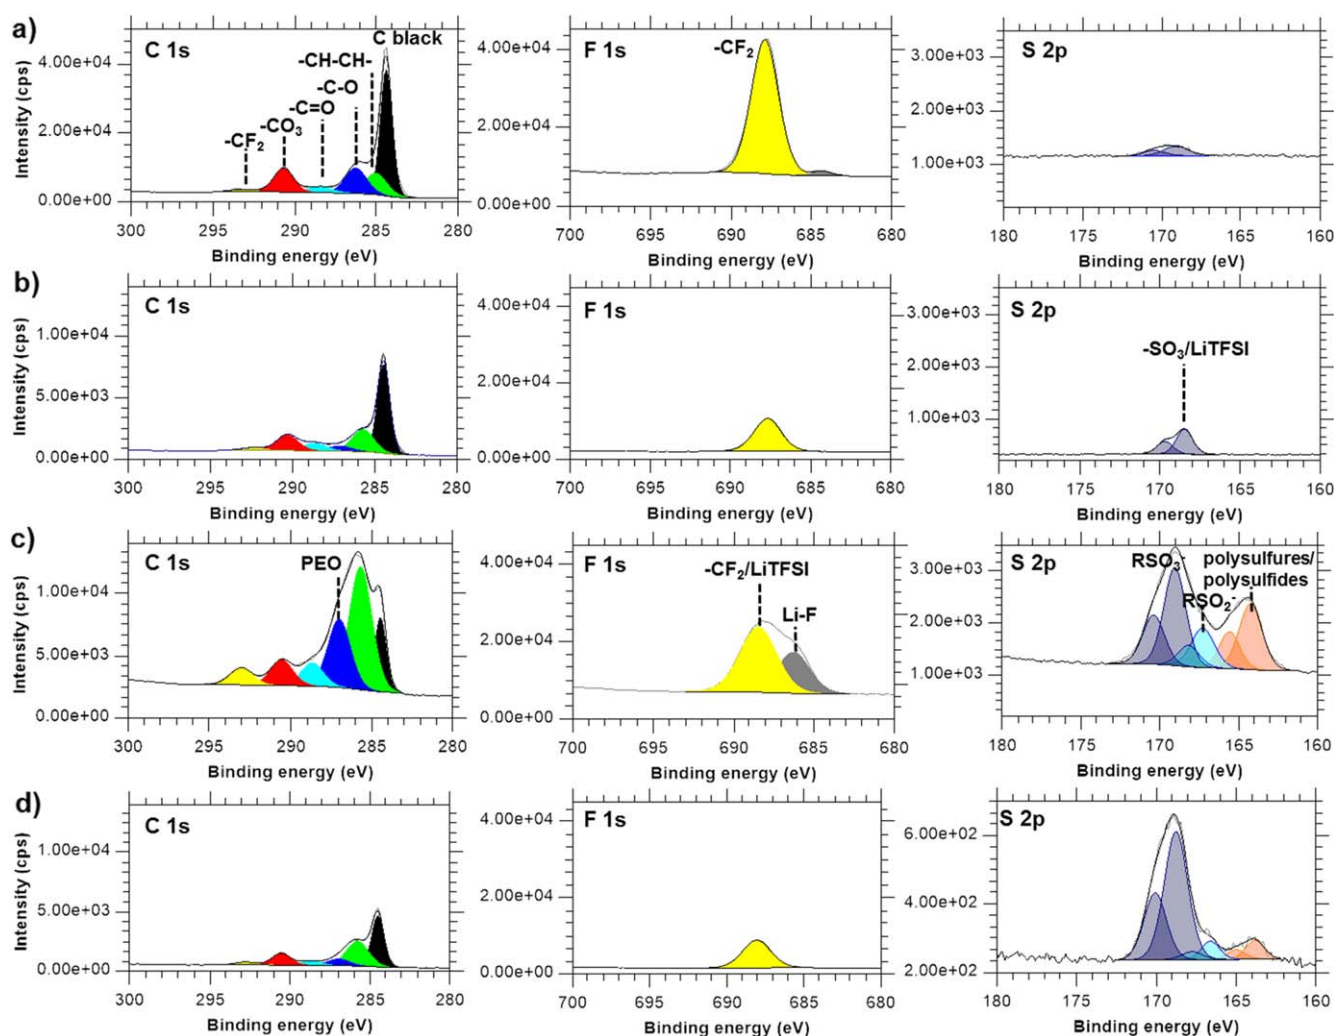 a)
C 1s
C black
-CH-CH-
-C-O
-C=O
-CO3
-CF2
Intensity (cps)
4.00e+04
2.00e+04
0.00e+00
300 295 290 285 280
Binding energy (eV)
F 1s
-CF2
4.00e+04
2.00e+04
0.00e+00
700 695 690 685 680
Binding energy (eV)
S 2p
3.00e+03
2.00e+03
1.00e+03
180 175 170 165 160
Binding energy (eV)
b)
C 1s
Intensity (cps)
1.00e+04
5.00e+03
0.00e+00
300 295 290 285 280
Binding energy (eV)
F 1s
4.00e+04
2.00e+04
0.00e+00
700 695 690 685 680
Binding energy (eV)
S 2p
-SO3/LiTFSI
3.00e+03
2.00e+03
1.00e+03
180 175 170 165 160
Binding energy (eV)
c)
C 1s
PEO
Intensity (cps)
1.00e+04
5.00e+03
0.00e+00
300 295 290 285 280
Binding energy (eV)
F 1s
-CF2/LiTFSI
Li-F
4.00e+04
2.00e+04
0.00e+00
700 695 690 685 680
Binding energy (eV)
S 2p
RSO3-
polysulfures/
polysulfides
RSO2-
3.00e+03
2.00e+03
1.00e+03
180 175 170 165 160
Binding energy (eV)
d)
C 1s
Intensity (cps)
1.00e+04
5.00e+03
0.00e+00
300 295 290 285 280
Binding energy (eV)
F 1s
4.00e+04
2.00e+04
0.00e+00
700 695 690 685 680
Binding energy (eV)
S 2p
6.00e+02
4.00e+02
2.00e+02
180 175 170 165 160
Binding energy (eV)